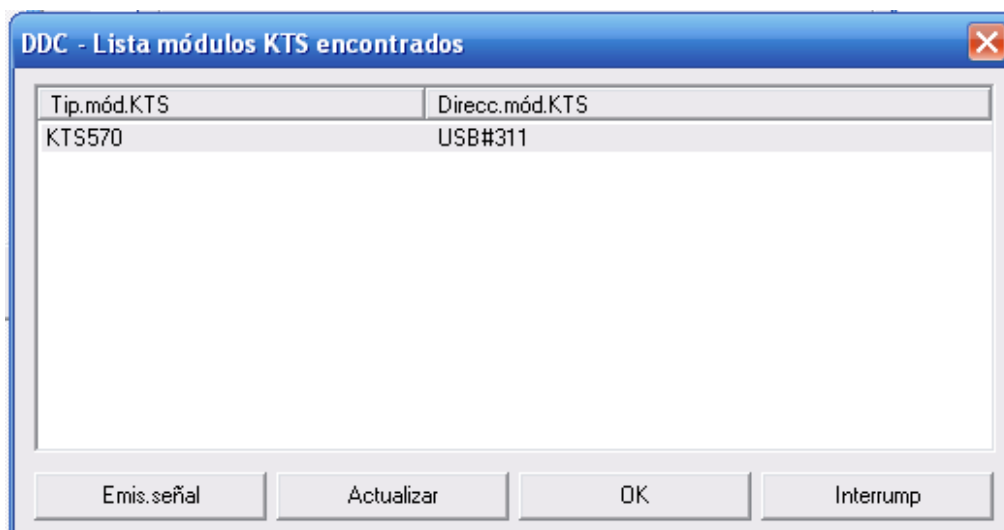 DDC - Lista módulos KTS encontrados
Tip.mód.KTS Direcc.mód.KTS
KTS570 USB#311
Emis.señal Actualizar OK Interrump